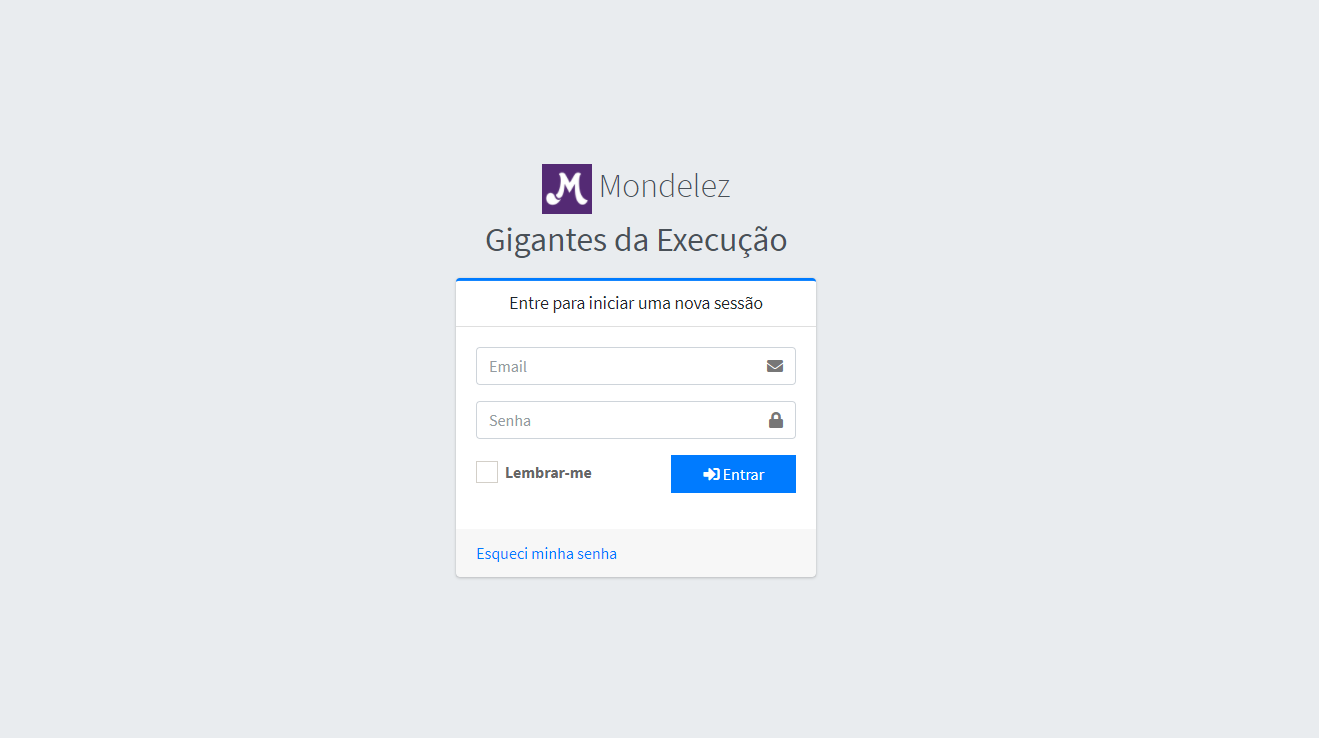 M Mondelez
Gigantes da Execução
Entre para iniciar uma nova sessão
Email
Senha
Lembrar-me
Entrar
Esqueci minha senha